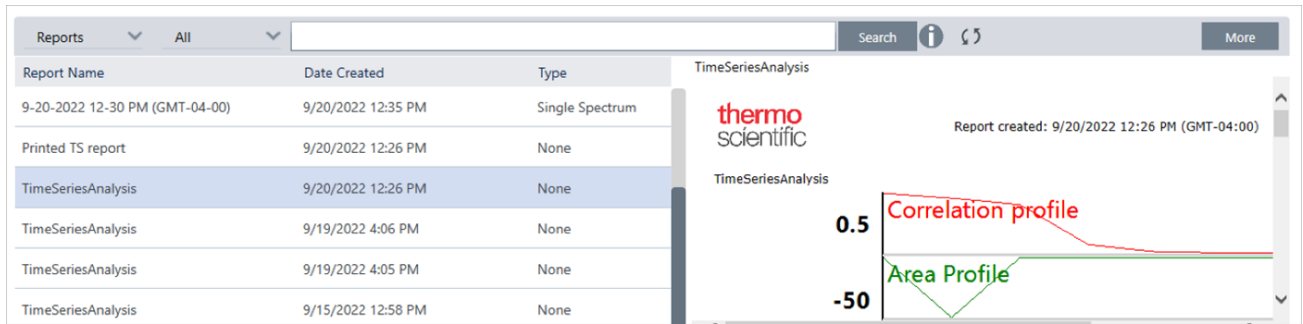 Reports All Search More
Report Name Date Created Type
9-20-2022 12-30 PM (GMT-04-00) 9/20/2022 12:35 PM Single Spectrum
Printed TS report 9/20/2022 12:26 PM None
TimeSeriesAnalysis 9/20/2022 12:26 PM None
TimeSeriesAnalysis 9/19/2022 4:06 PM None
TimeSeriesAnalysis 9/19/2022 4:05 PM None
TimeSeriesAnalysis 9/15/2022 12:58 PM None
TimeSeriesAnalysis
thermo
scientific
Report created: 9/20/2022 12:26 PM (GMT-04:00)
TimeSeriesAnalysis
0.5 Correlation profile
Area Profile
-50